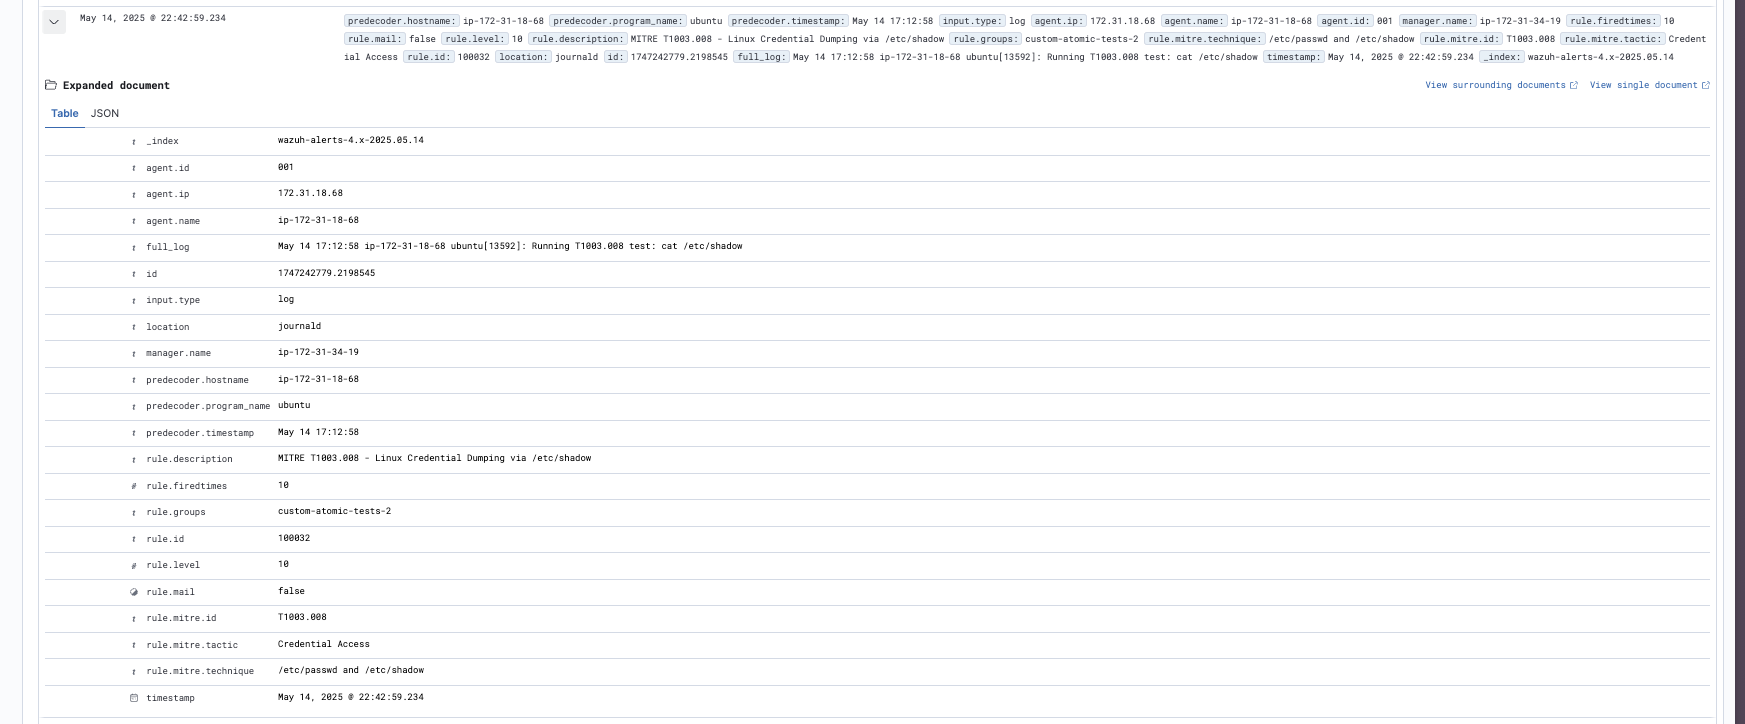 May 14, 2025 @ 22:42:59.234
predecoder.hostname: ip-172-31-18-68 predecoder.program_name: ubuntu predecoder.timestamp: May 14 17:12:58 input.type: log agent.ip: 172.31.18.68 agent.name: ip-172-31-18-68 agent.id: 001 manager.name: ip-172-31-34-19 rule.firedtimes: 10
rule.mail: false rule.level: 10 rule.description: MITRE T1003.008 - Linux Credential Dumping via /etc/shadow rule.groups: custom-atomic-tests-2 rule.mitre.technique: /etc/passwd and /etc/shadow rule.mitre.id: T1003.008 rule.mitre.tactic: Credent
ial Access rule.id: 100032 location: journald id: 1747242779.2198545 full_log: May 14 17:12:58 ip-172-31-18-68 ubuntu[13592]: Running T1003.008 test: cat /etc/shadow timestamp: May 14, 2025 @ 22:42:59.234 _index: wazuh-alerts-4.x-2025.05.14
Expanded document View surrounding documents View single document
Table JSON
t _index wazuh-alerts-4.x-2025.05.14
t agent.id 001
t agent.ip 172.31.18.68
t agent.name ip-172-31-18-68
t full_log May 14 17:12:58 ip-172-31-18-68 ubuntu[13592]: Running T1003.008 test: cat /etc/shadow
t id 1747242779.2198545
t input.type log
t location journald
t manager.name ip-172-31-34-19
t predecoder.hostname ip-172-31-18-68
t predecoder.program_name ubuntu
t predecoder.timestamp May 14 17:12:58
t rule.description MITRE T1003.008 - Linux Credential Dumping via /etc/shadow
# rule.firedtimes 10
t rule.groups custom-atomic-tests-2
t rule.id 100032
# rule.level 10
rule.mail false
t rule.mitre.id T1003.008
t rule.mitre.tactic Credential Access
t rule.mitre.technique /etc/passwd and /etc/shadow
timestamp May 14, 2025 @ 22:42:59.234